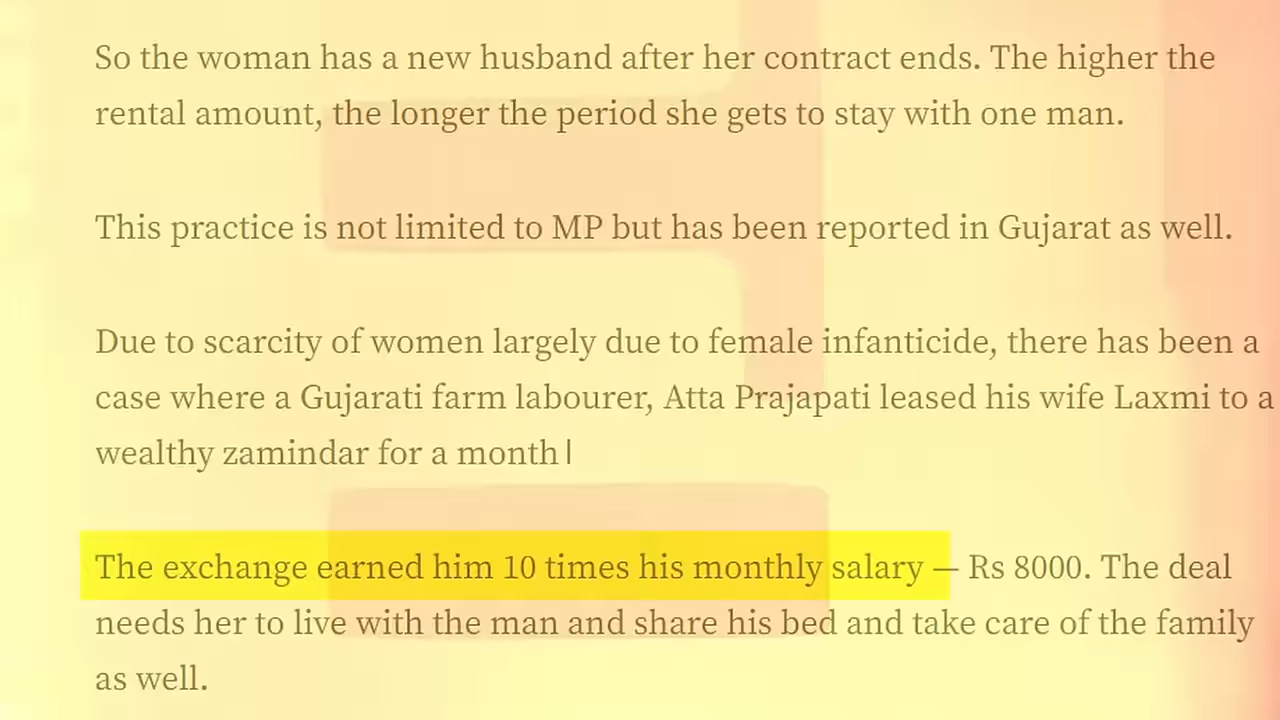 So the woman has a new husband after her contract ends. The higher the
rental amount, the longer the period she gets to stay with one man.
This practice is not limited to MP but has been reported in Gujarat as well.
Due to scarcity of women largely due to female infanticide, there has been a
case where a Gujarati farm labourer, Atta Prajapati leased his wife Laxmi to a
wealthy zamindar for a month|
The exchange earned him 10 times his monthly salary — Rs 8000. The deal
needs her to live with the man and share his bed and take care of the family
as well.